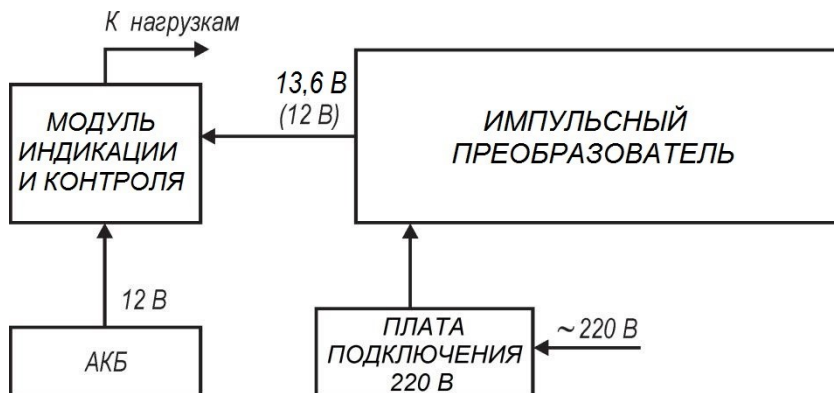 К нагрузкам
13,6 В
(12 В)
МОДУЛЬ
ИНДИКАЦИИ
И КОНТРОЛЯ
ИМПУЛЬСНЫЙ
ПРЕОБРАЗОВАТЕЛЬ
12 В
АКБ
ПЛАТА
ПОДКЛЮЧЕНИЯ
220 В
~220 В